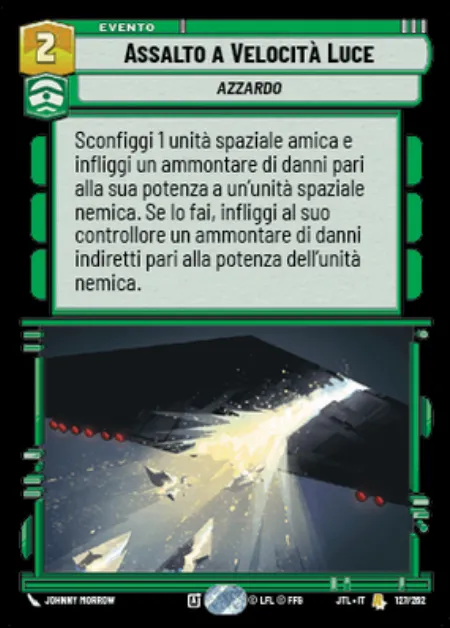 EVENTO
2
ASSALTO A VELOCITÀ LUCE
AZZARDO
Sconfiggi 1 unità spaziale amica e
infliggi un ammontare di danni pari
alla sua potenza a un'unità spaziale
nemica. Se lo fai, infliggi al suo
controllore un ammontare di danni
indiretti pari alla potenza dell'unità
nemica.
JOHNNY MORROW
© LFL © FFG
JTL • IT
127/262